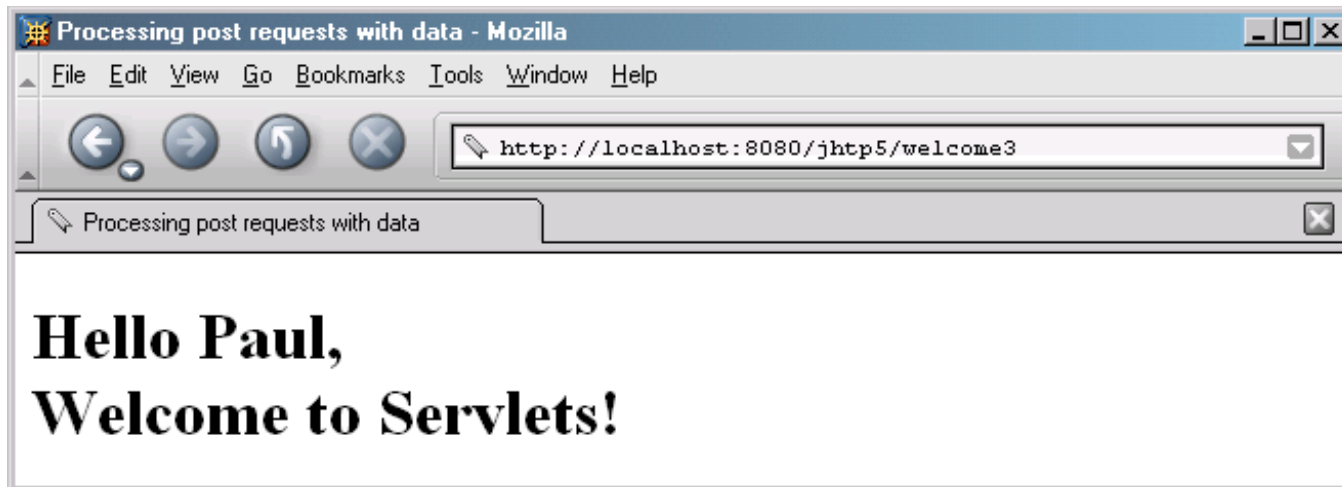 Processing post requests with data - Mozilla
File Edit View Go Bookmarks Tools Window Help
http://localhost:8080/jhtp5/welcome3
Processing post requests with data
Hello Paul,
Welcome to Servlets!